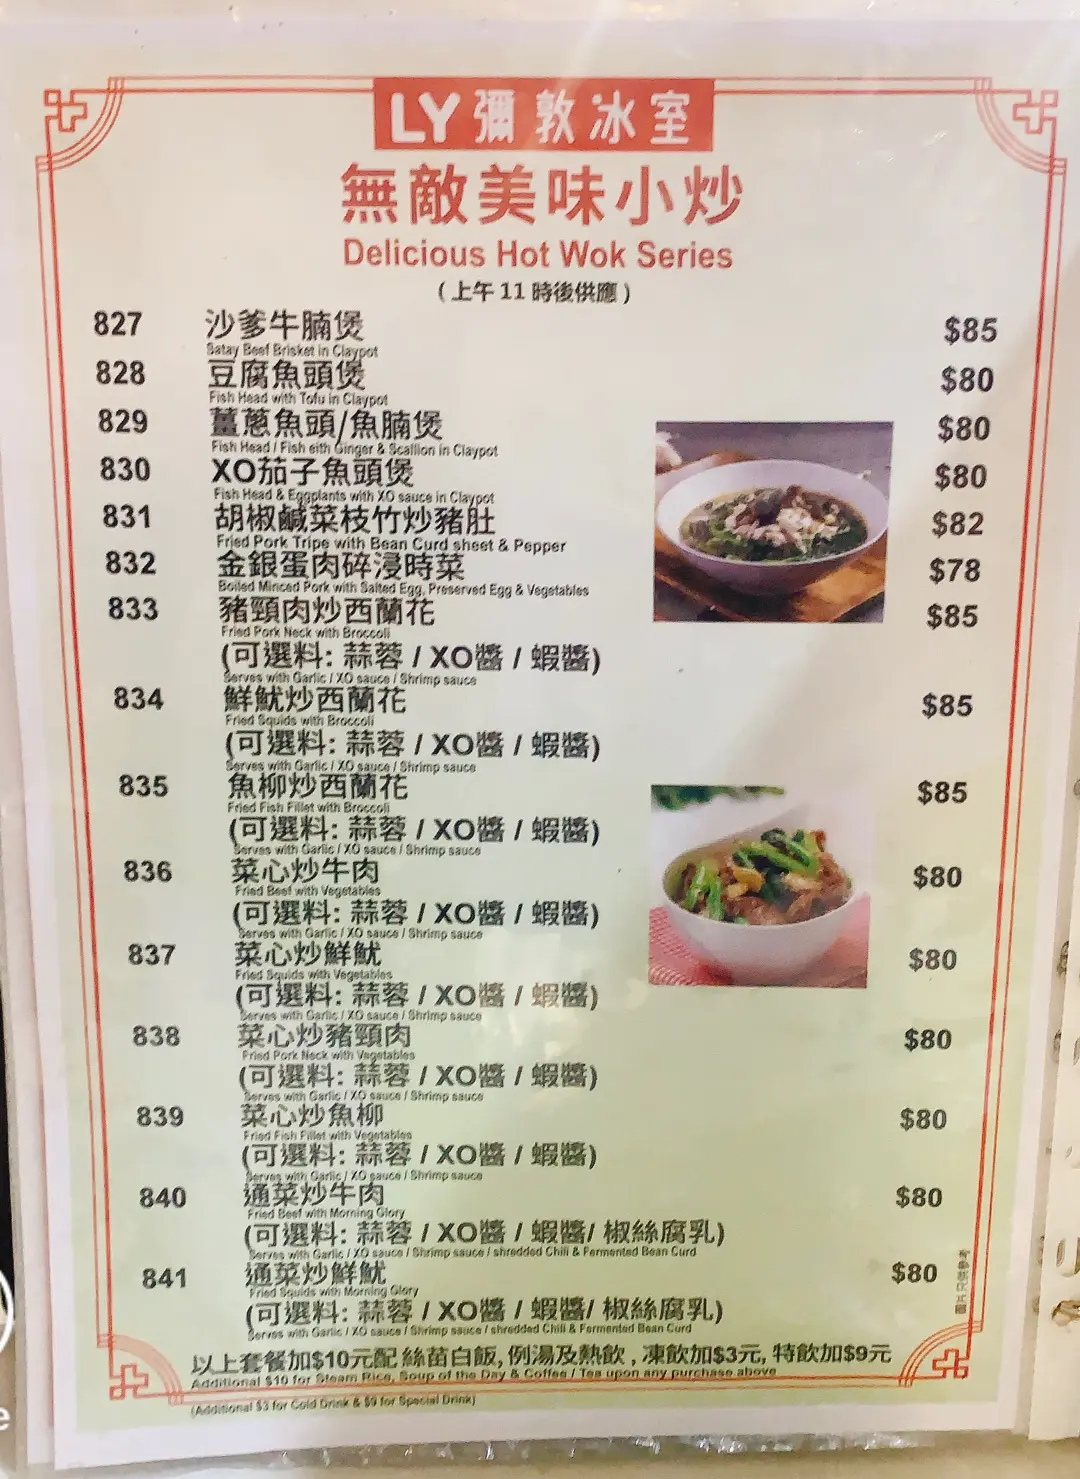 LY彌敦冰室
無敵美味小炒
Delicious Hot Wok Series
(上午11時後供應)
827 沙爹牛腩煲 $85
Satay Beef Brisket in Claypot
828 豆腐魚頭煲 $80
Fish Head with Tofu in Claypot
829 薑蔥魚頭/魚腩煲 $80
Fish Head / Fish eith Ginger & Scallion in Claypot
830 XO茄子魚頭煲 $80
Fish Head & Eggplants with XO sauce in Claypot
831 胡椒鹹菜枝竹炒豬肚 $82
Fried Pork Tripe with Bean Curd sheet & Pepper
832 金銀蛋肉碎浸時菜 $78
Boiled Minced Pork with Salted Egg, Preserved Egg & Vegetables
833 豬頸肉炒西蘭花 $85
Fried Pork Neck with Broccoli
(可選料: 蒜蓉 / XO醬 / 蝦醬)
Serves with Garlic / XO sauce / Shrimp sauce
834 鮮魷炒西蘭花 $85
Fried Squids with Broccoli
(可選料: 蒜蓉 / XO醬 / 蝦醬)
Serves with Garlic / XO sauce / Shrimp sauce
835 魚柳炒西蘭花 $85
Fried Fish Fillet with Broccoli
(可選料: 蒜蓉 / XO醬 / 蝦醬)
Serves with Garlic / XO sauce / Shrimp sauce
836 菜心炒牛肉 $80
Fried Beef with Vegetables
(可選料: 蒜蓉 / XO醬 / 蝦醬)
Serves with Garlic / XO sauce / Shrimp sauce
837 菜心炒鮮魷 $80
Fried Squids with Vegetables
(可選料: 蒜蓉 / XO醬 / 蝦醬)
Serves with Garlic / XO sauce / Shrimp sauce
838 菜心炒豬頸肉 $80
Fried Pork Neck with Vegetables
(可選料: 蒜蓉 / XO醬 / 蝦醬)
Serves with Garlic / XO sauce / Shrimp sauce
839 菜心炒魚柳 $80
Fried Fish Fillet with Vegetables
(可選料: 蒜蓉 / XO醬 / 蝦醬)
Serves with Garlic / XO sauce / Shrimp sauce
840 通菜炒牛肉 $80
Fried Beef with Morning Glory
(可選料: 蒜蓉 / XO醬 / 蝦醬/ 椒絲腐乳)
Serves with Garlic / XO sauce / Shrimp sauce / shredded Chili & Fermented Bean Curd
841 通菜炒鮮魷 $80
Fried Squids with Morning Glory
(可選料: 蒜蓉 / XO醬 / 蝦醬/ 椒絲腐乳)
Serves with Garlic / XO sauce / Shrimp sauce / shredded Chili & Fermented Bean Curd
圖片只供參考
以上套餐加$10元配 絲苗白飯, 例湯及熱飲 , 凍飲加$3元, 特飲加$9元
Additional $10 for Steam Rice, Soup of the Day & Coffee / Tea upon any purchase above
(Additional $3 for Cold Drink & $9 for Special Drink)